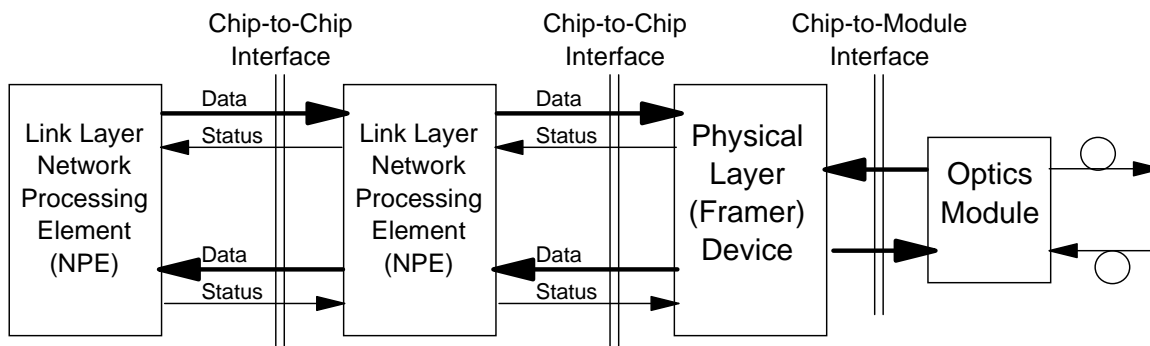 Chip-to-Chip
Interface
Chip-to-Chip
Interface
Chip-to-Module
Interface
Link Layer
Network
Processing
Element
(NPE)
Data
Status
Data
Status
Link Layer
Network
Processing
Element
(NPE)
Data
Status
Data
Status
Physical
Layer
(Framer)
Device
Optics
Module